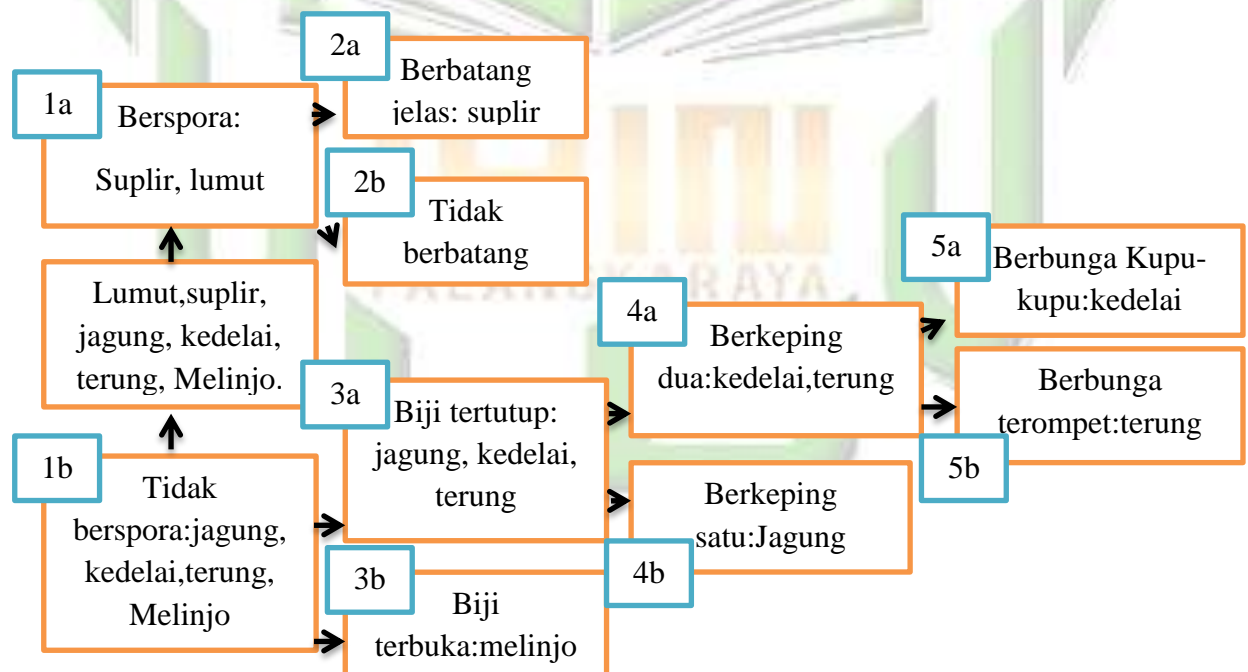 2a
Berbatang
jelas: suplir
1a
Berspora:
Suplir, lumut
2b
Tidak
berbatang
5a
Berbunga Kupu-
kupu:kedelai
Lumut,suplir,
jagung, kedelai,
terung, Melinjo.
4a
Berkeping
dua:kedelai,terung
Berbunga
terompet:terung
5b
3a
Biji tertutup:
jagung, kedelai,
terung
1b
Tidak
berspora:jagung,
kedelai,terung,
Melinjo
Berkeping
satu:Jagung
4b
3b
Biji
terbuka:melinjo
PALANGKARAYA